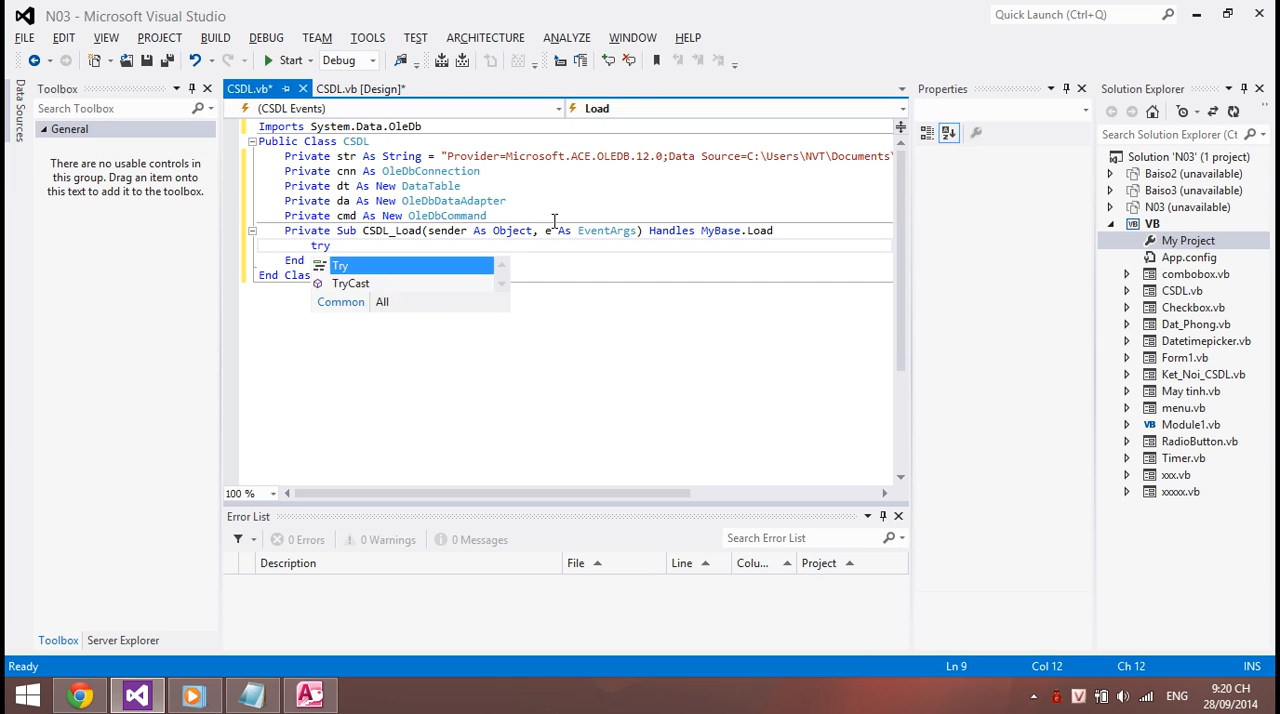 N03 - Microsoft Visual Studio
Quick Launch (Ctrl+Q)
FILE EDIT VIEW PROJECT BUILD DEBUG TEAM TOOLS TEST ARCHITECTURE ANALYZE WINDOW HELP
Start Debug
Data Sources
Toolbox
Search Toolbox
General
There are no usable controls in
this group. Drag an item onto
this text to add it to the toolbox.
Toolbox Server Explorer
CSDL.vb* CSDL.vb [Design]*
(CSDL Events) Load
Imports System.Data.OleDb
Public Class CSDL
Private str As String = "Provider=Microsoft.ACE.OLEDB.12.0;Data Source=C:\Users\NVT\Documents\
Private cnn As OleDbConnection
Private dt As New DataTable
Private da As New OleDbDataAdapter
Private cmd As New OleDbCommand
Private Sub CSDL_Load(sender As Object, e As EventArgs) Handles MyBase.Load
try
End
End Clas
Try
TryCast
Common All
100 %
Error List
0 Errors 0 Warnings 0 Messages
Search Error List
Description File Line Colu... Project
Properties
Solution Explorer
Search Solution Explorer (Ct
Solution 'N03' (1 project)
Baiso2 (unavailable)
Baiso3 (unavailable)
N03 (unavailable)
VB
My Project
App.config
combobox.vb
CSDL.vb
Checkbox.vb
Dat_Phong.vb
Datetimepicker.vb
Form1.vb
Ket_Noi_CSDL.vb
May tinh.vb
menu.vb
VB Module1.vb
RadioButton.vb
Timer.vb
xxx.vb
xxxxx.vb
Ready Ln 9 Col 12 Ch 12 INS
V ENG
9:20 CH
28/09/2014